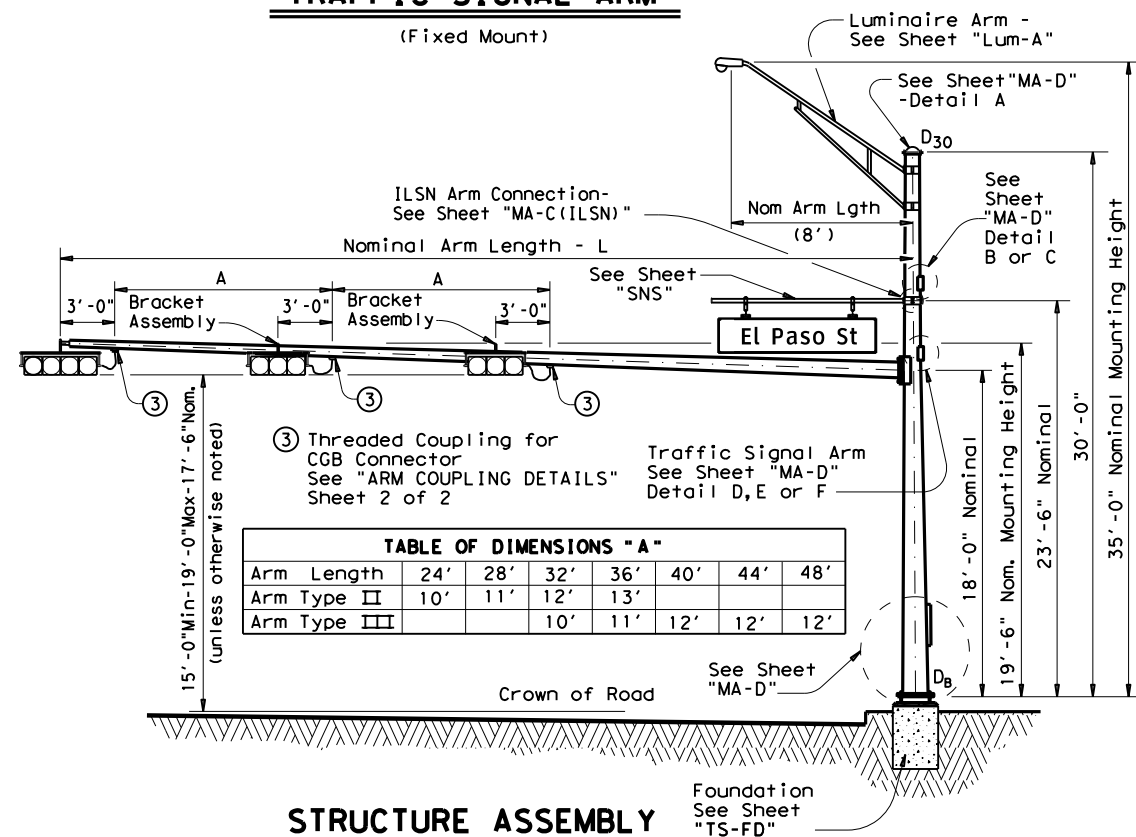 TRAFFIC SIGNAL ARM
(Fixed Mount)
Luminaire Arm -
See Sheet "Lum-A"
See Sheet"MA-D"
-Detail A
D30
ILSN Arm Connection-
See Sheet "MA-C(ILSN)"
Nom Arm Lgth
(8')
See
Sheet
"MA-D"
Detail
B or C
Nominal Arm Length - L
A
A
See Sheet
"SNS"
3'-0"
Bracket
Assembly
3'-0"
Bracket
Assembly
3'-0"
El Paso St
3
3
3
3 Threaded Coupling for
CGB Connector
See "ARM COUPLING DETAILS"
Sheet 2 of 2
Traffic Signal Arm
See Sheet "MA-D"
Detail D,E or F
15'-0"Min-19'-0"Max-17'-6"Nom.
(unless otherwise noted)
18'-0" Nominal
19'-6" Nom. Mounting Height
23'-6" Nominal
30'-0"
35'-0" Nominal Mounting Height
TABLE OF DIMENSIONS "A"
Arm Length 24' 28' 32' 36' 40' 44' 48'
Arm Type II 10' 11' 12' 13'
Arm Type III 10' 11' 12' 12' 12'
See Sheet
"MA-D"
DB
Crown of Road
Foundation
See Sheet
"TS-FD"
STRUCTURE ASSEMBLY